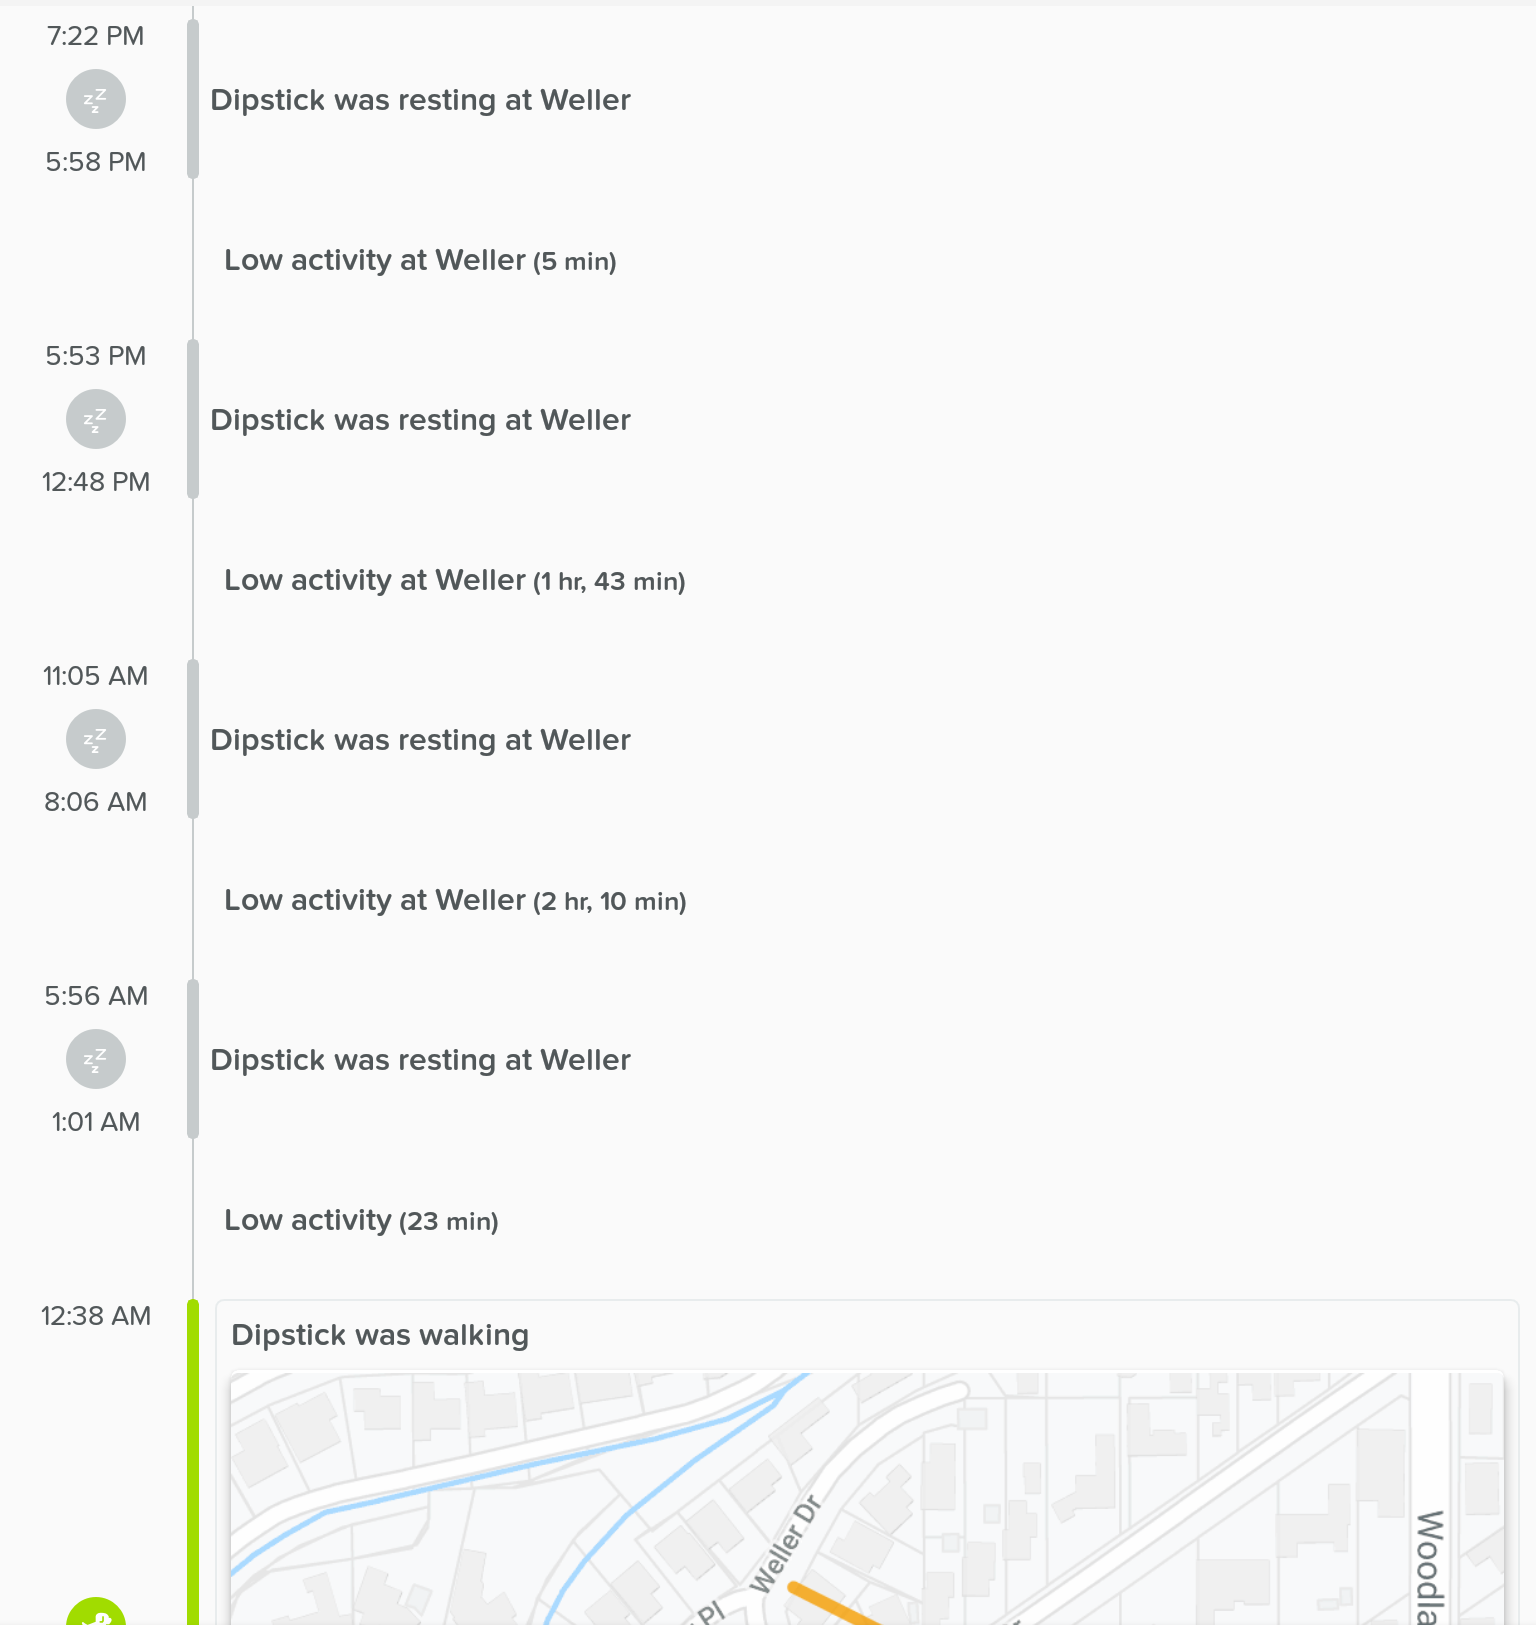 7:22 PM
zZz
Dipstick was resting at Weller
5:58 PM
Low activity at Weller (5 min)
5:53 PM
zZz
Dipstick was resting at Weller
12:48 PM
Low activity at Weller (1 hr, 43 min)
11:05 AM
zZz
Dipstick was resting at Weller
8:06 AM
Low activity at Weller (2 hr, 10 min)
5:56 AM
zZz
Dipstick was resting at Weller
1:01 AM
Low activity (23 min)
12:38 AM
Dipstick was walking
Weller Dr
Pl
Woodla